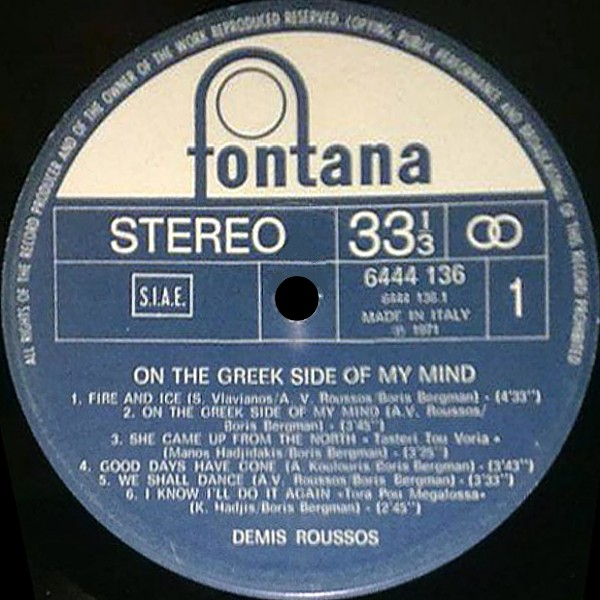 ALL RIGHTS OF THE RECORD PRODUCER AND OF THE OWNER OF THE WORK REPRODUCED RESERVED. COPYING, PUBLIC PERFORMANCE AND BROADCASTING OF THIS RECORD PROHIBITED
fontana
STEREO 33 1/3
S.I.A.E. 6444 136 1
6444 136.1
MADE IN ITALY
℗ 1971
ON THE GREEK SIDE OF MY MIND
1. FIRE AND ICE (S. Vlavianos/A. V. Roussos/Boris Bergman) - (4'33")
2. ON THE GREEK SIDE OF MY MIND (A.V. Roussos/
Boris Bergman) - (3'45")
3. SHE CAME UP FROM THE NORTH • Tasteri Tou Voria •
(Manos Hadjidakis/Boris Bergman) - (3'25")
4. GOOD DAYS HAVE GONE (A. Koulouris/Boris Bergman) - (3'43")
5. WE SHALL DANCE (A.V. Roussos/Boris Bergman) - (3'33")
6. I KNOW I'LL DO IT AGAIN •Tora Pou Megalossa•
(K. Hadjis/Boris Bergman) - (2'45")
DEMIS ROUSSOS